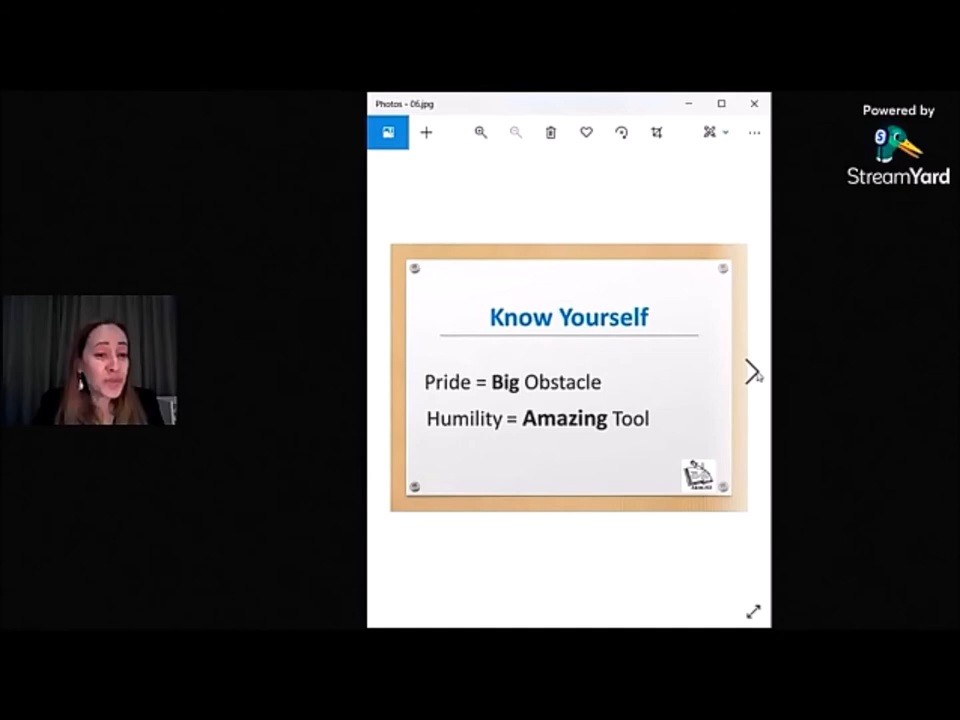 Photos - 06.jpg
Powered by
StreamYard
Know Yourself
Pride = Big Obstacle
Humility = Amazing Tool